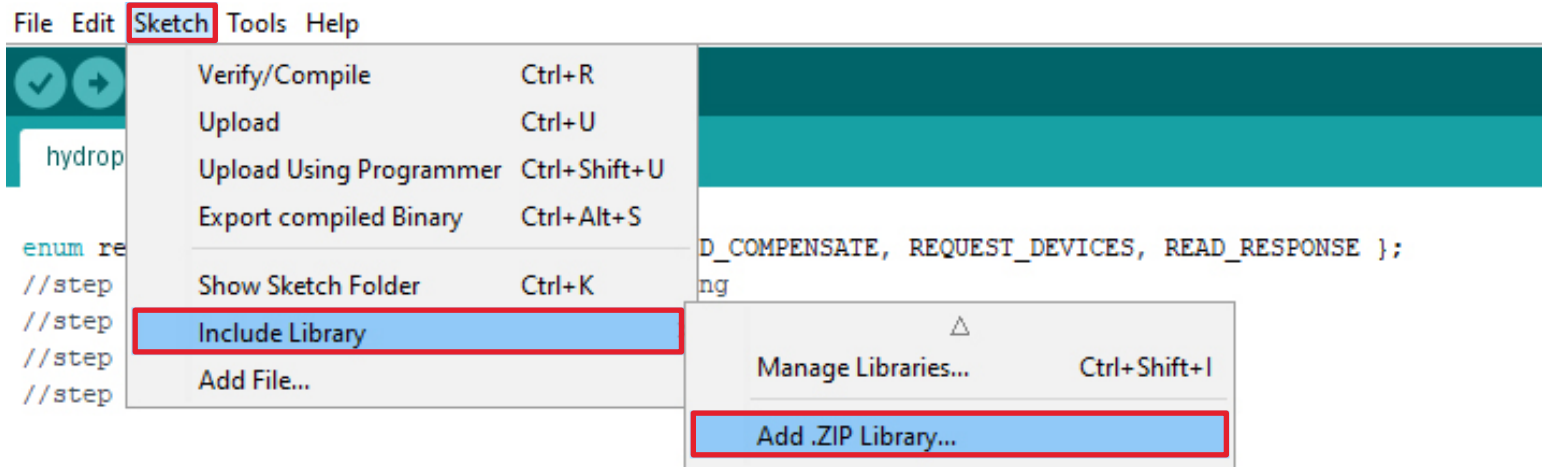 File Edit Sketch Tools Help
Verify/Compile Ctrl+R
Upload Ctrl+U
hydrop
Upload Using Programmer Ctrl+Shift+U
Export compiled Binary Ctrl+Alt+S
enum re D_COMPENSATE, REQUEST_DEVICES, READ_RESPONSE };
//step Show Sketch Folder Ctrl+K ng
//step Include Library
//step Manage Libraries... Ctrl+Shift+I
Add File...
//step
Add .ZIP Library...